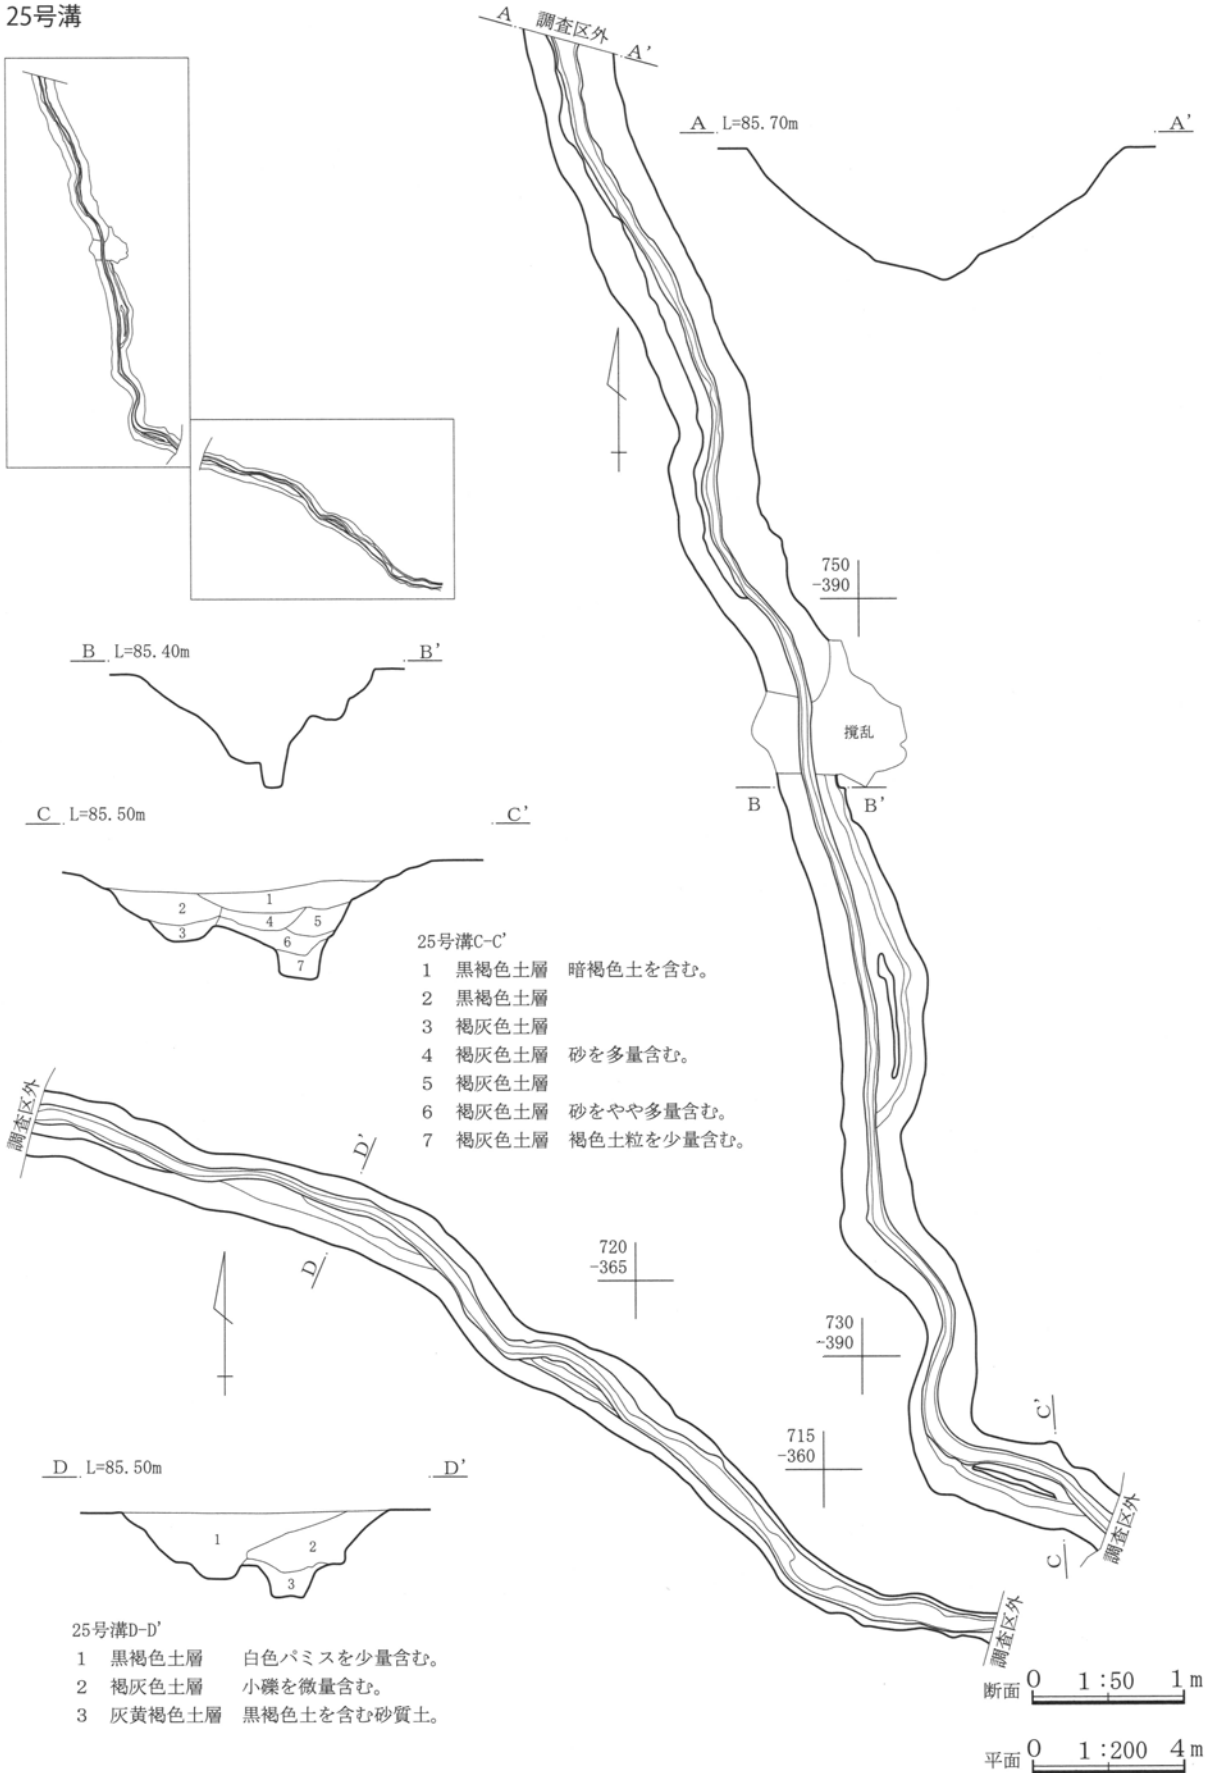 25号溝
A 調査区外 A'
A L=85.70m A'
750
-390
B L=85.40m B'
撹乱
B B'
C L=85.50m C'
1
2
4
5
3
6
7
25号溝C-C'
1 黒褐色土層 暗褐色土を含む。
2 黒褐色土層
3 褐灰色土層
4 褐灰色土層 砂を多量含む。
5 褐灰色土層
6 褐灰色土層 砂をやや多量含む。
7 褐灰色土層 褐色土粒を少量含む。
調査区外
D'
D
720
-365
730
-390
C'
715
-360
C
調査区外
D L=85.50m D'
1
2
3
調査区外
25号溝D-D'
1 黒褐色土層 白色パミスを少量含む。
2 褐灰色土層 小礫を微量含む。
3 灰黄褐色土層 黒褐色土を含む砂質土。
断面 0 1:50 1m
平面 0 1:200 4m